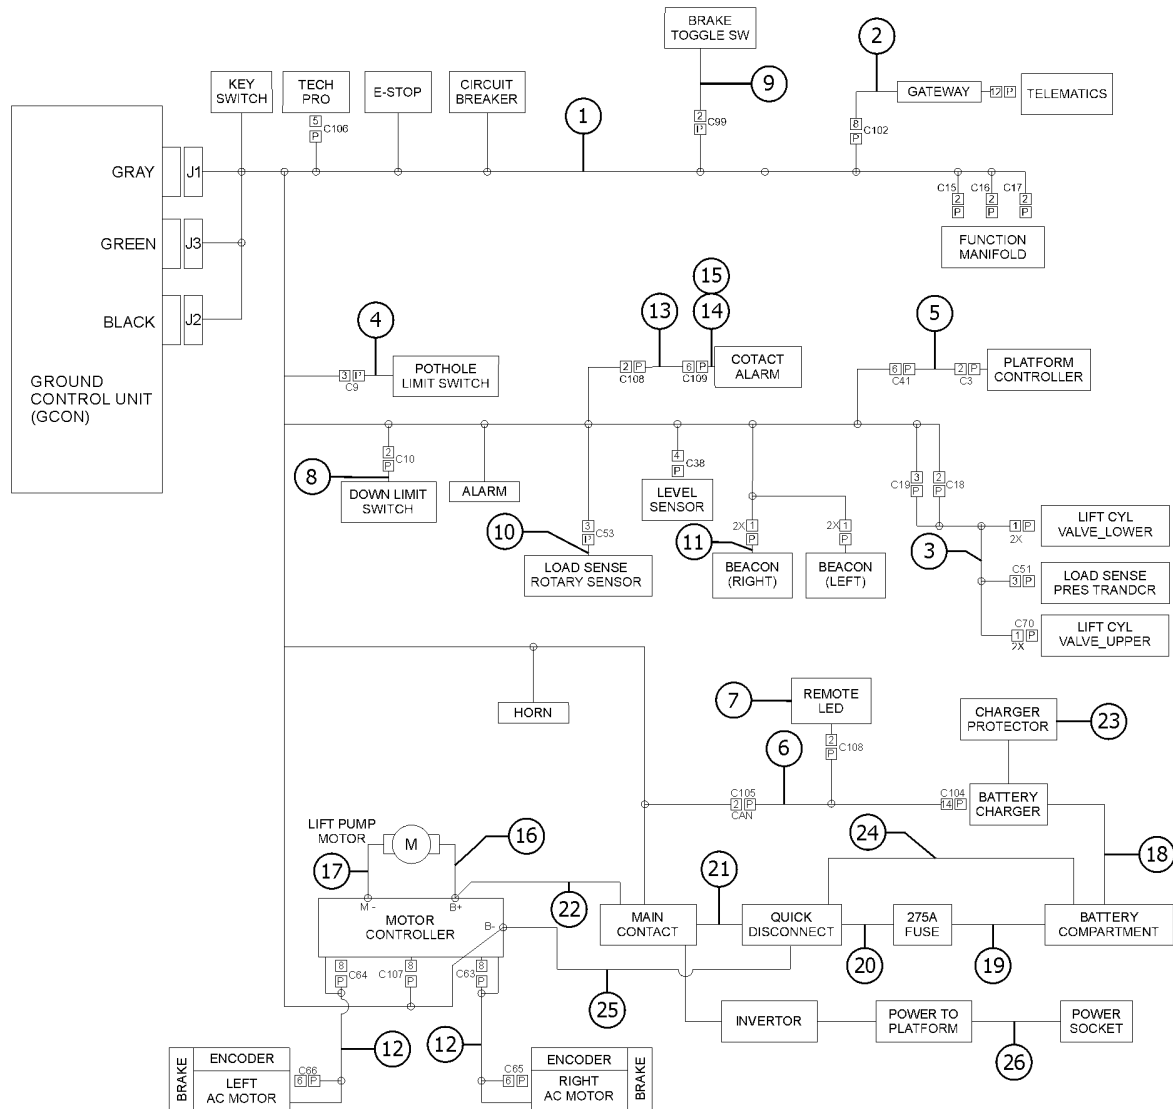 BRAKE
TOGGLE SW
2
9
KEY
SWITCH
TECH
PRO
E-STOP
CIRCUIT
BREAKER
GATEWAY
12 P
TELEMATICS
5
P
C106
1
2
P
C99
8
P
C102
GRAY
J1
GREEN
J3
BLACK
J2
GROUND
CONTROL UNIT
(GCON)
C15
2
P
C16
2
P
C17
2
P
FUNCTION
MANIFOLD
15
4
13
14
5
3 P
C9
POTHOLE
LIMIT SWITCH
2 P
C108
6 P
C109
COTACT
ALARM
6 P
C41
2 P
C3
PLATFORM
CONTROLLER
2
P
C10
8
DOWN LIMIT
SWITCH
ALARM
4
P
C38
LEVEL
SENSOR
C19
3
P
2
P
C18
10
3
P
C53
LOAD SENSE
ROTARY SENSOR
11
2X
1
P
BEACON
(RIGHT)
2X
1
P
BEACON
(LEFT)
3
1 P
2X
LIFT CYL
VALVE_LOWER
C51
3 P
LOAD SENSE
PRES TRANDCR
C70
1 P
2X
LIFT CYL
VALVE_UPPER
HORN
7
REMOTE
LED
2
P
C108
CHARGER
PROTECTOR
23
6
C105
2 P
CAN
C104
14 P
BATTERY
CHARGER
LIFT PUMP
MOTOR
M
16
17
24
18
21
M -
B+
22
MOTOR
CONTROLLER
B-
MAIN
CONTACT
QUICK
DISCONNECT
275A
FUSE
BATTERY
COMPARTMENT
20
19
8
P
C64
C107
8
P
C63
8
P
25
INVERTOR
POWER TO
PLATFORM
POWER
SOCKET
26
12
12
BRAKE
ENCODER
LEFT
AC MOTOR
C66
6 P
C65
6 P
ENCODER
RIGHT
AC MOTOR
BRAKE